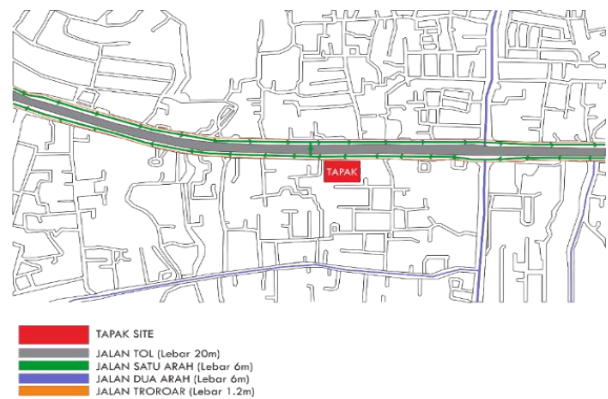 TAPAK
TAPAK SITE
JALAN TOL (Lebar 20m)
JALAN SATU ARAH (Lebar 6m)
JALAN DUA ARAH (Lebar 6m)
JALAN TROROAR (Lebar 1.2m)